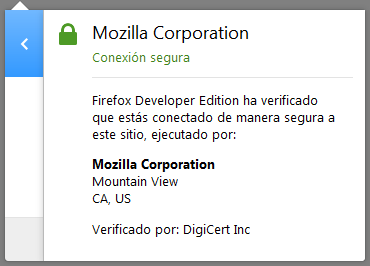 Mozilla Corporation
Conexión segura
Firefox Developer Edition ha verificado
que estás conectado de manera segura a
este sitio, ejecutado por:
Mozilla Corporation
Mountain View
CA, US
Verificado por: DigiCert Inc